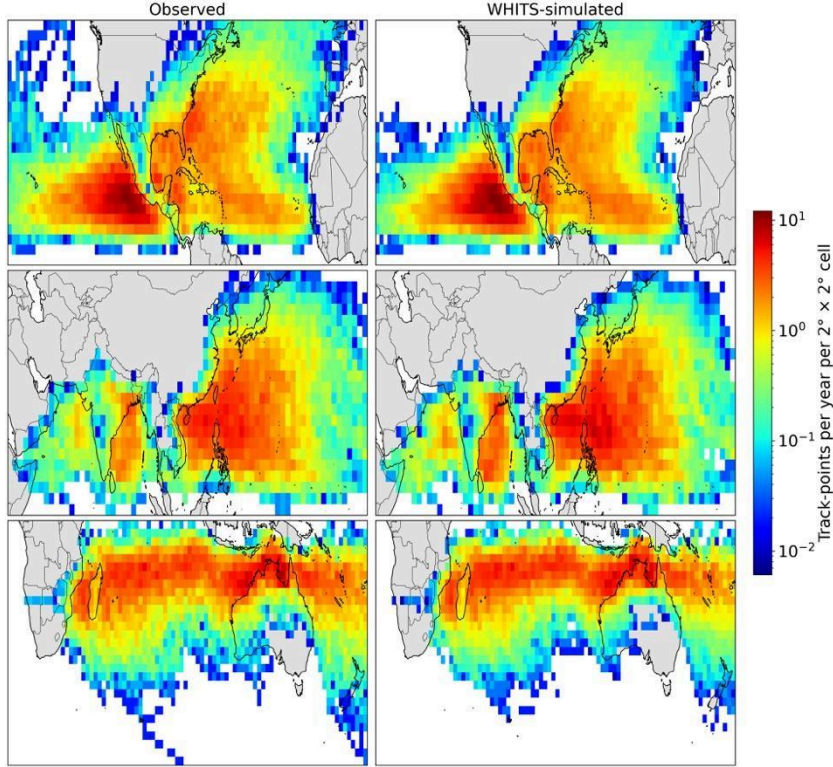 Observed
WHITS-simulated
10¹
10⁰
10⁻¹
10⁻²
Track-points per year per 2° × 2° cell